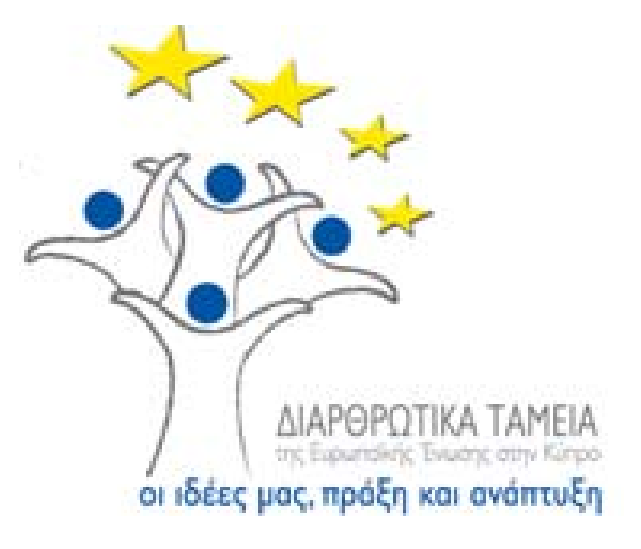 ΔΙΑΡΘΡΩΤΙΚΑ ΤΑΜΕΙΑ
της Ευρωπαϊκής Ένωσης στην Κύπρο
οι ιδέες μας, πράξη και ανάπτυξη